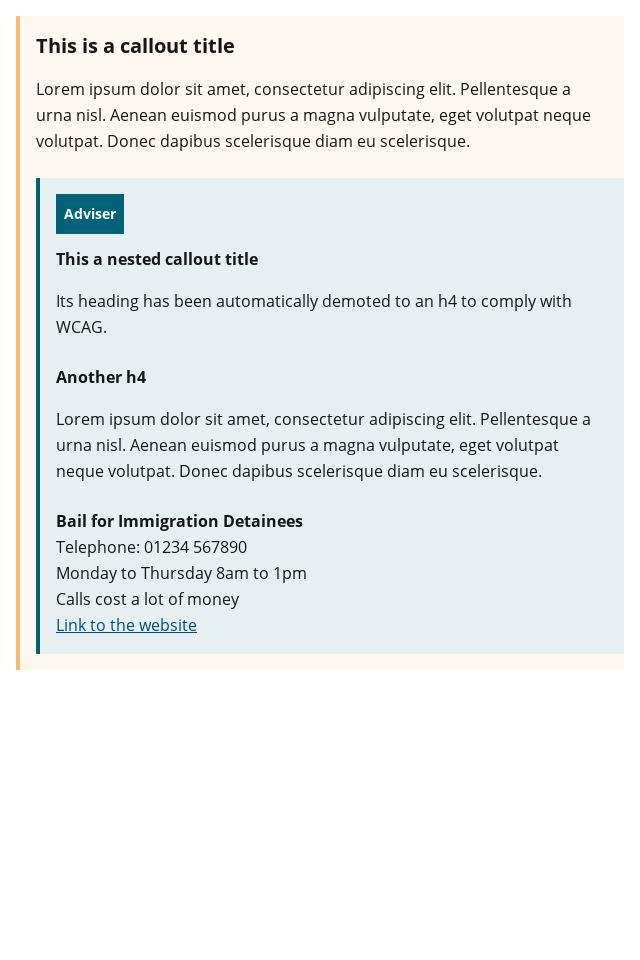 This is a callout title
Lorem ipsum dolor sit amet, consectetur adipiscing elit. Pellentesque a
urna nisl. Aenean euismod purus a magna vulputate, eget volutpat neque
volutpat. Donec dapibus scelerisque diam eu scelerisque.
Adviser
This a nested callout title
Its heading has been automatically demoted to an h4 to comply with
WCAG.
Another h4
Lorem ipsum dolor sit amet, consectetur adipiscing elit. Pellentesque a
urna nisl. Aenean euismod purus a magna vulputate, eget volutpat
neque volutpat. Donec dapibus scelerisque diam eu scelerisque.
Bail for Immigration Detainees
Telephone: 01234 567890
Monday to Thursday 8am to 1pm
Calls cost a lot of money
Link to the website